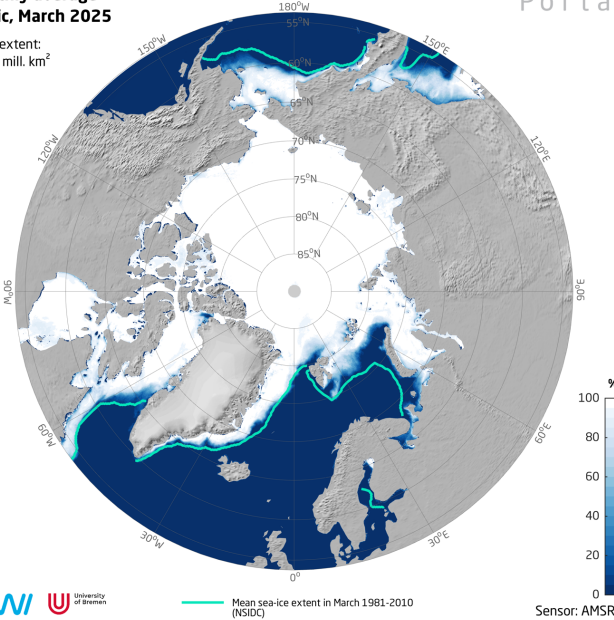 ic, March 2025
extent:
mill. km²
Porta
180°W
55°N
60°N
65°N
70°N
75°N
80°N
85°N
150°W
150°E
120°W
120°E
90°W
90°E
60°W
60°E
30°W
30°E
0°
%
100
80
60
40
20
0
University
of Bremen
Mean sea-ice extent in March 1981-2010
(NSIDC)
Sensor: AMSR